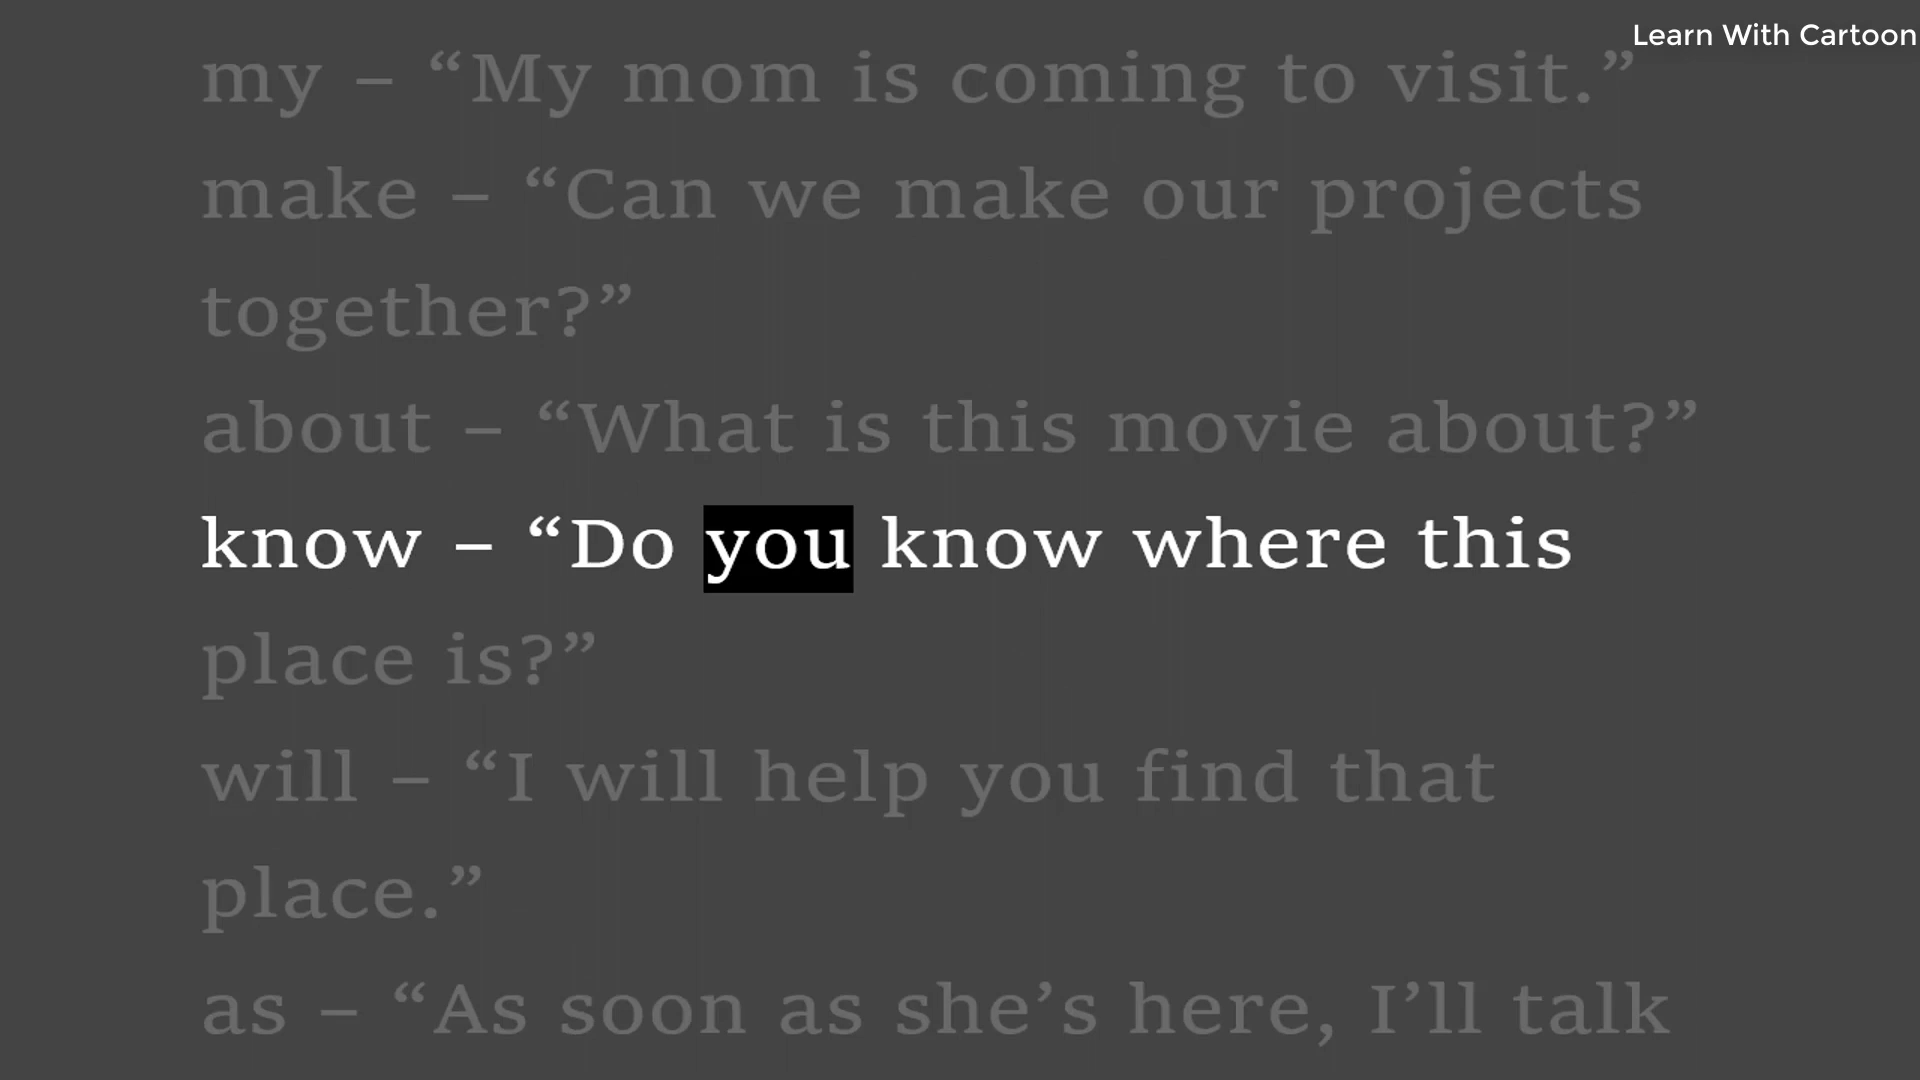 Learn With Cartoon
my – “My mom is coming to visit.”
make – “Can we make our projects
together?”
about – “What is this movie about?”
know – “Do you know where this
place is?”
will – “I will help you find that
place.”
as – “As soon as she’s here, I’ll talk